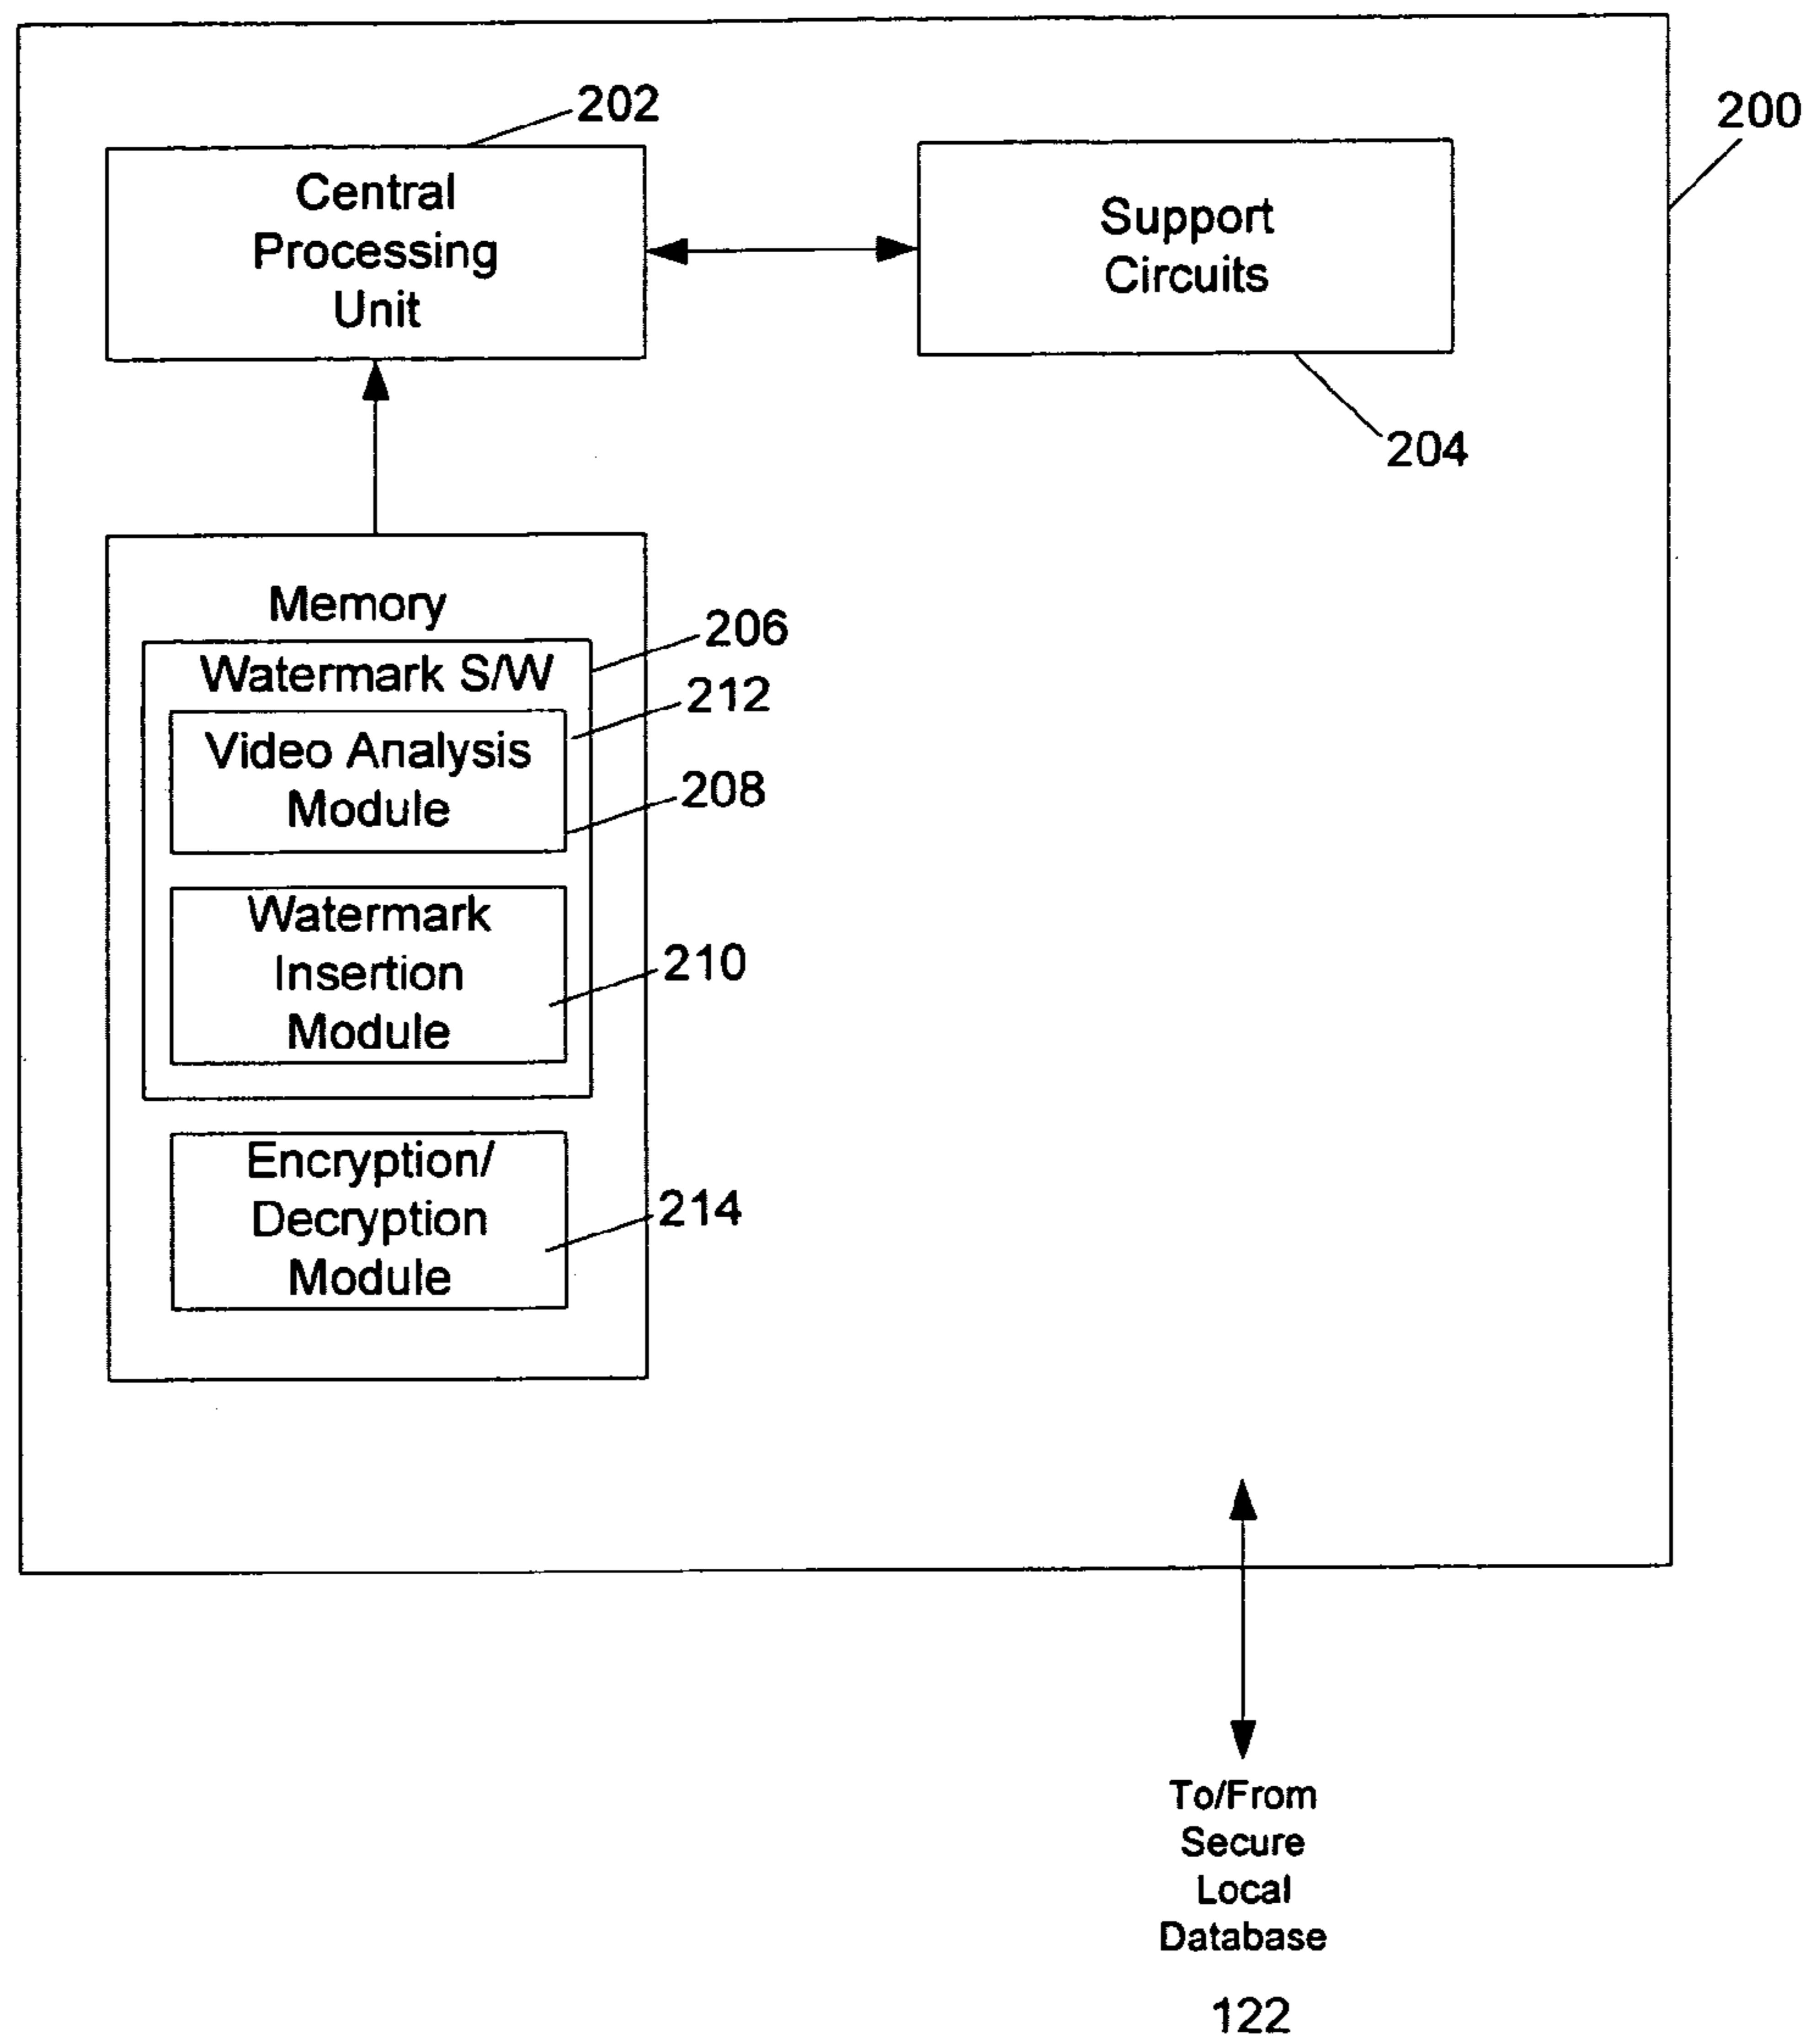 202
200
Central
Processing
Unit
Support
Circuits
204
Memory
206
Watermark S/W
212
Video Analysis
Module
208
Watermark
Insertion
Module
210
Encryption/
Decryption
Module
214
To/From
Secure
Local
Database
122